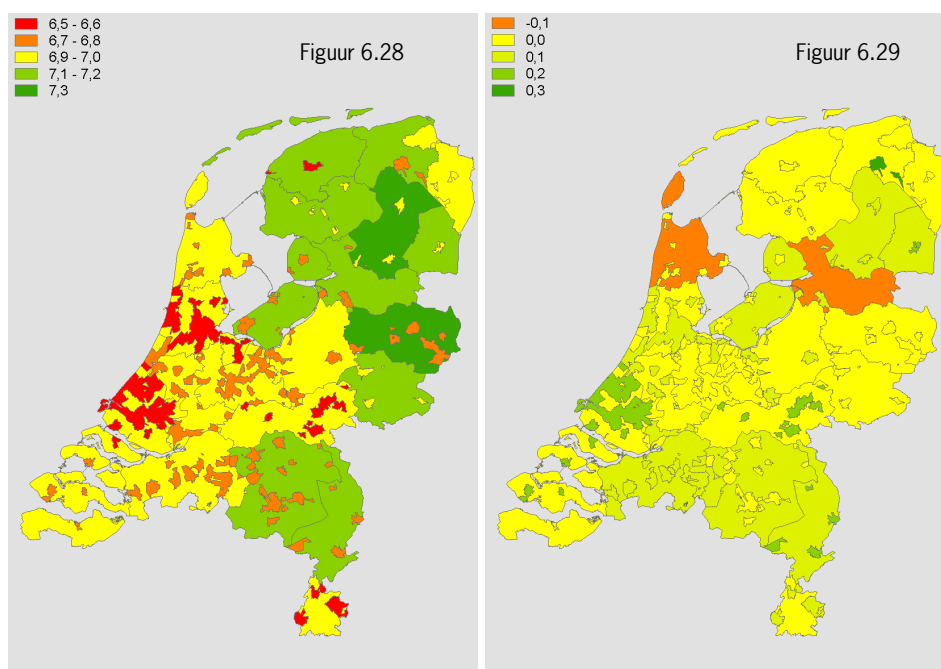 6,5 - 6,6
6,7 - 6,8
6,9 - 7,0
7,1 - 7,2
7,3
Figuur 6.28
-0,1
0,0
0,1
0,2
0,3
Figuur 6.29